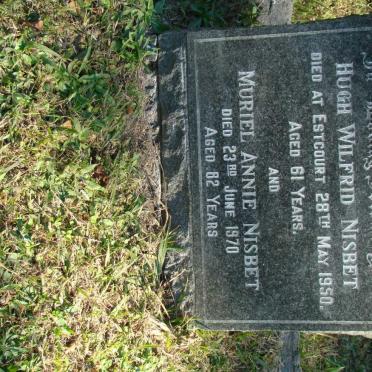 Hugh Wilfrid Nisbet
Died at Estcourt 28th May 1950.
Aged 61 Years.
and
Muriel Annie Nisbet
Died 23rd June 1970
Aged 82 Years